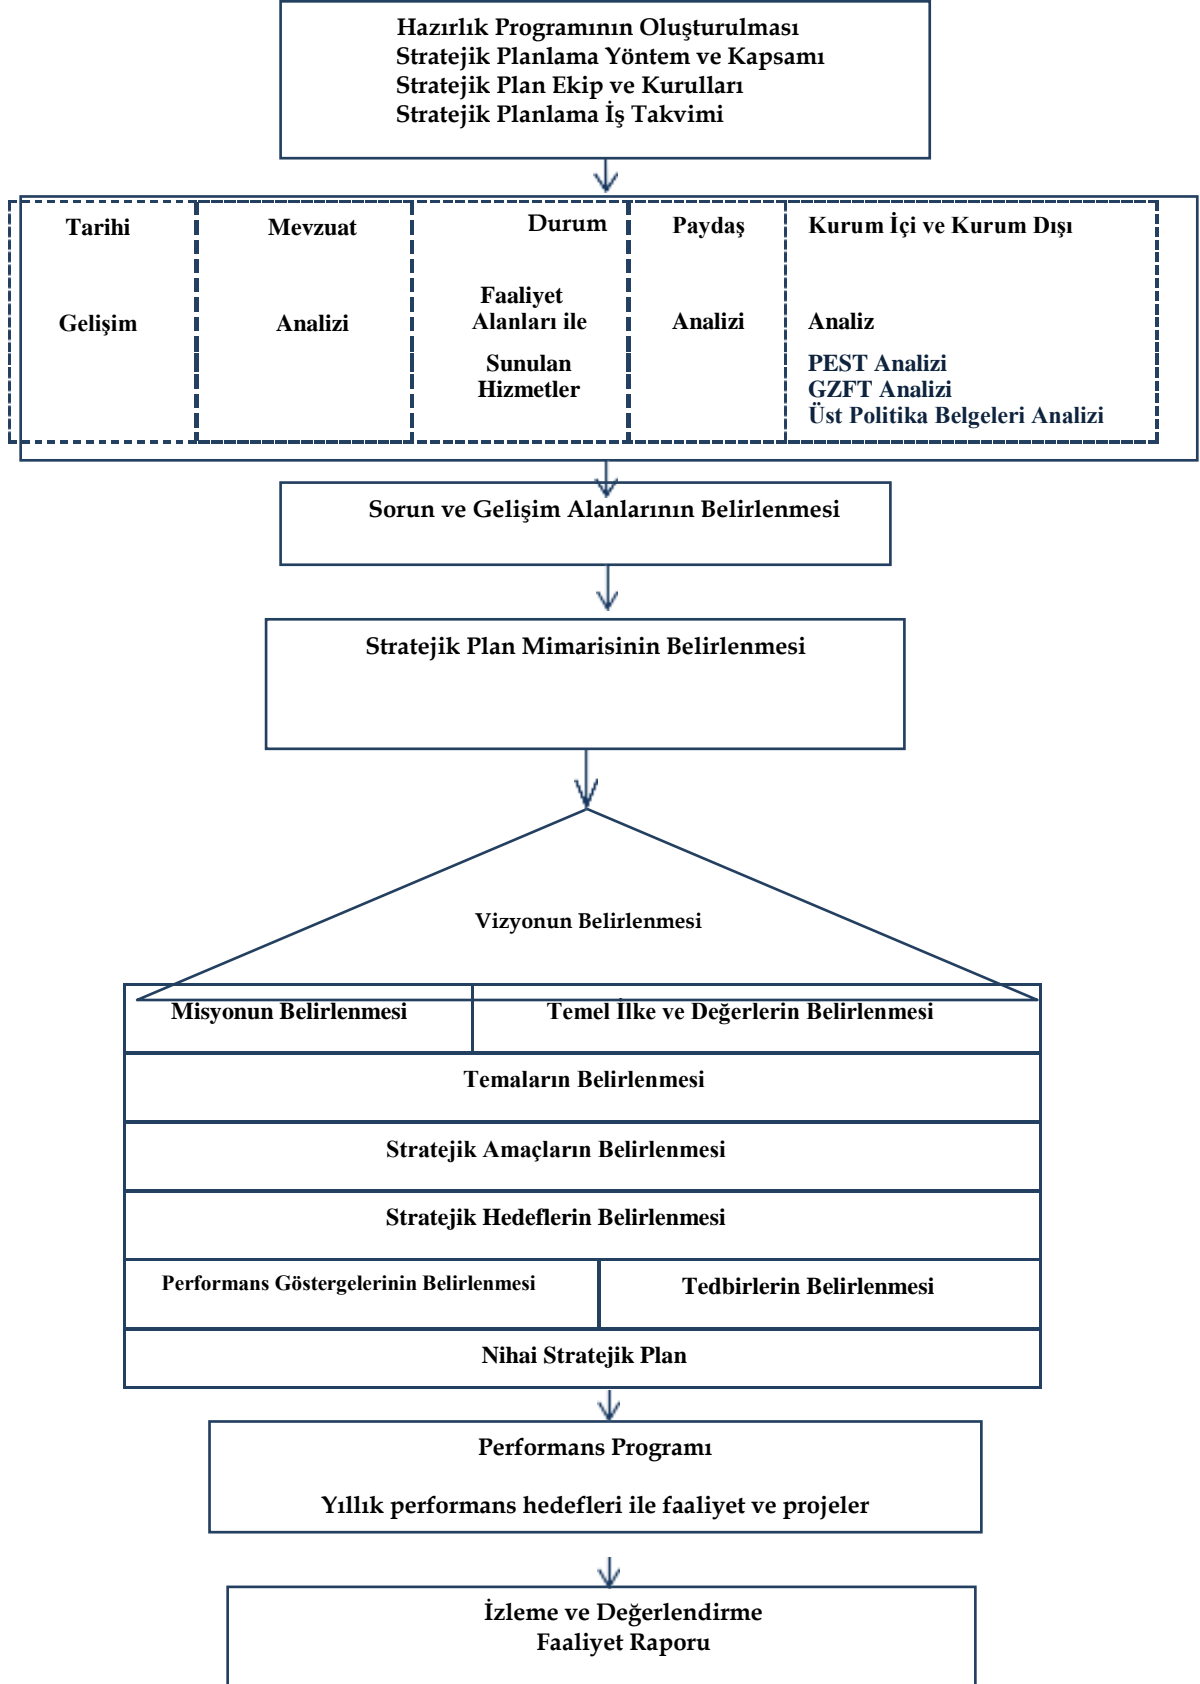 Hazırlık Programının Oluşturulması
Stratejik Planlama Yöntem ve Kapsamı
Stratejik Plan Ekip ve Kurulları
Stratejik Planlama İş Takvimi
Tarihi
Gelişim
Mevzuat
Analizi
Durum
Faaliyet
Alanları ile
Sunulan
Hizmetler
Paydaş
Analizi
Kurum İçi ve Kurum Dışı
Analiz
PEST Analizi
GZFT Analizi
Üst Politika Belgeleri Analizi
Sorun ve Gelişim Alanlarının Belirlenmesi
Stratejik Plan Mimarisinin Belirlenmesi
Vizyonun Belirlenmesi
Misyonun Belirlenmesi
Temel İlke ve Değerlerin Belirlenmesi
Temaların Belirlenmesi
Stratejik Amaçların Belirlenmesi
Stratejik Hedeflerin Belirlenmesi
Performans Göstergelerinin Belirlenmesi
Tedbirlerin Belirlenmesi
Nihai Stratejik Plan
Performans Programı
Yıllık performans hedefleri ile faaliyet ve projeler
İzleme ve Değerlendirme
Faaliyet Raporu